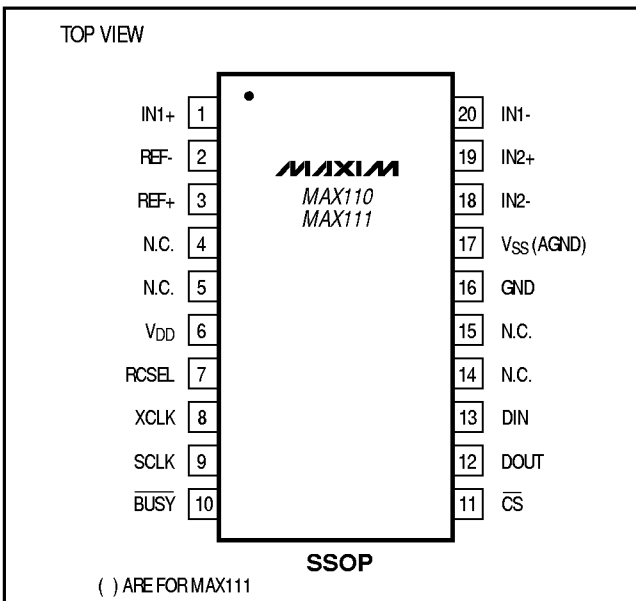 TOP VIEW
IN1+ 1
REF- 2
REF+ 3
N.C. 4
N.C. 5
VDD 6
RCSEL 7
XCLK 8
SCLK 9
BUSY 10
MAXIM
MAX110
MAX111
20 IN1-
19 IN2+
18 IN2-
17 VSS (AGND)
16 GND
15 N.C.
14 N.C.
13 DIN
12 DOUT
11 CS
SSOP
( ) ARE FOR MAX111